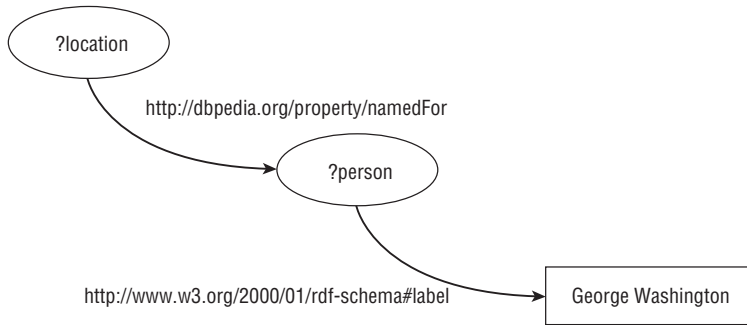 ?location
http://dbpedia.org/property/namedFor
?person
http://www.w3.org/2000/01/rdf-schema#label
George Washington